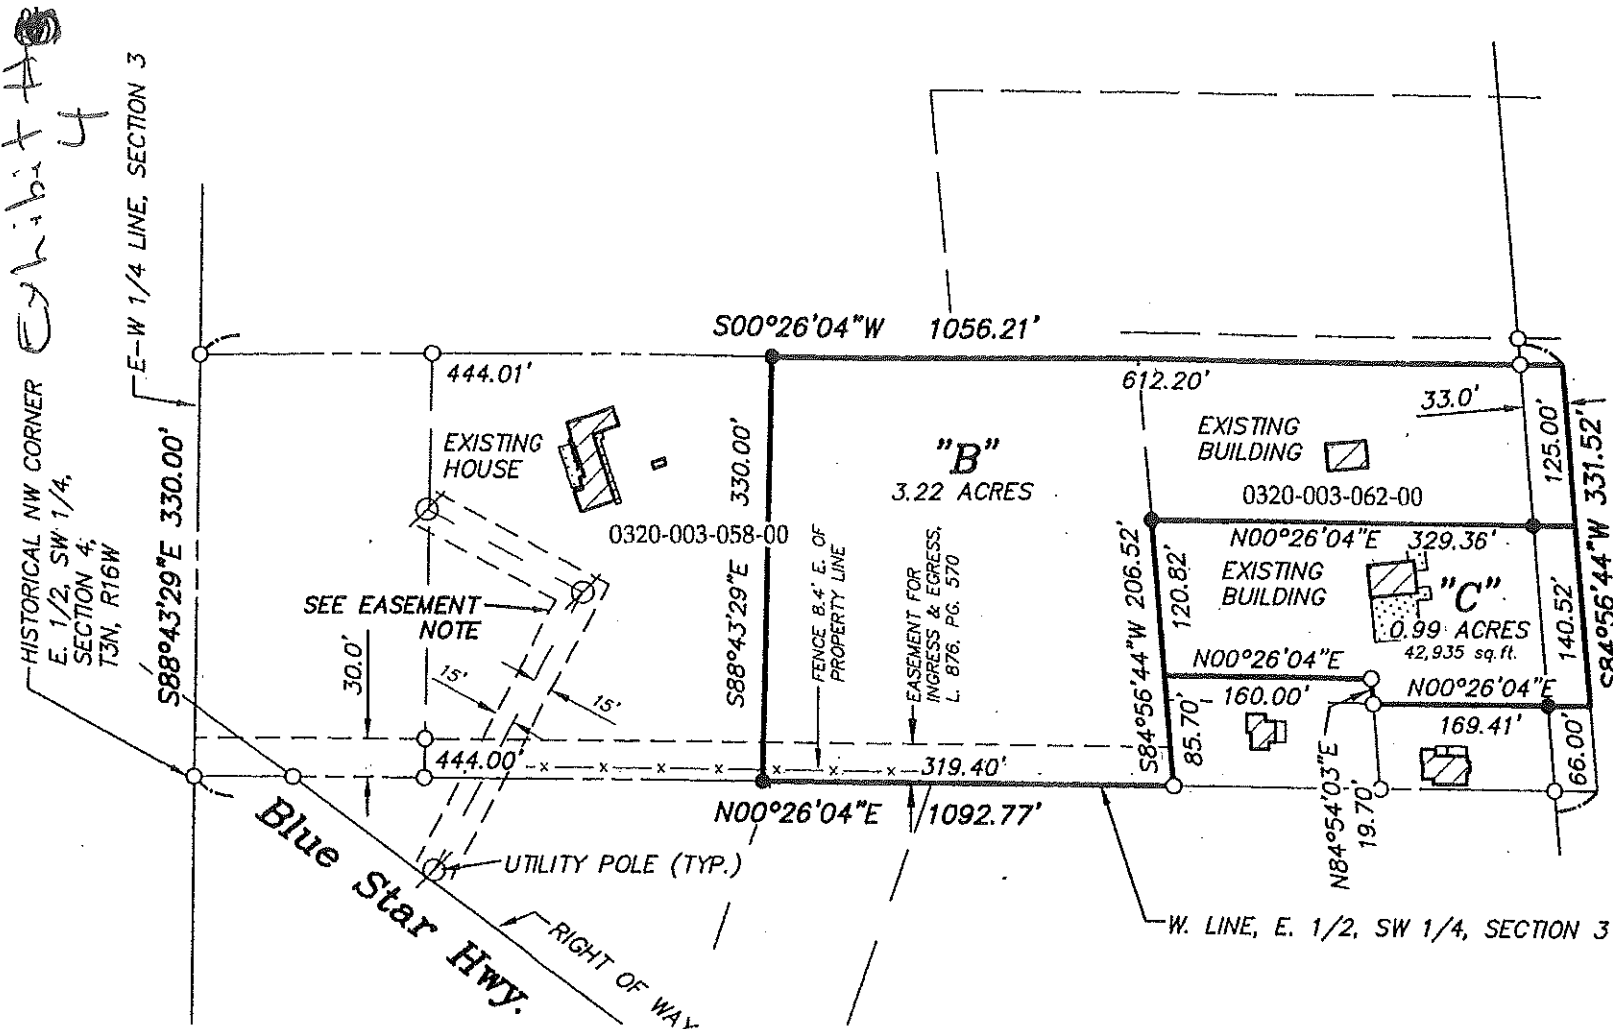 Exhibit H
4
E-W 1/4 LINE, SECTION 3
HISTORICAL NW CORNER
E. 1/2, SW 1/4,
SECTION 4,
T3N, R16W
S88°43'29"E 330.00'
S00°26'04"W 1056.21'
444.01'
612.20'
33.0'
EXISTING
HOUSE
0320-003-058-00
330.00'
S88°43'29"E
"B"
3.22 ACRES
EXISTING
BUILDING
0320-003-062-00
125.00'
S84°56'44"W 331.52'
N00°26'04"E 329.36'
EXISTING
BUILDING
"C"
0.99 ACRES
42,935 sq.ft.
140.52'
S84°56'44"W 206.52'
120.82'
N00°26'04"E
160.00'
N00°26'04"E
169.41'
85.70'
66.00'
N84°54'03"E
19.70'
SEE EASEMENT
NOTE
30.0'
15'
15'
FENCE 8.4' E. OF
PROPERTY LINE
EASEMENT FOR
INGRESS & EGRESS,
L. 876, PG. 570
444.00'
319.40'
N00°26'04"E 1092.77'
UTILITY POLE (TYP.)
Blue Star Hwy.
RIGHT OF WAY
W. LINE, E. 1/2, SW 1/4, SECTION 3